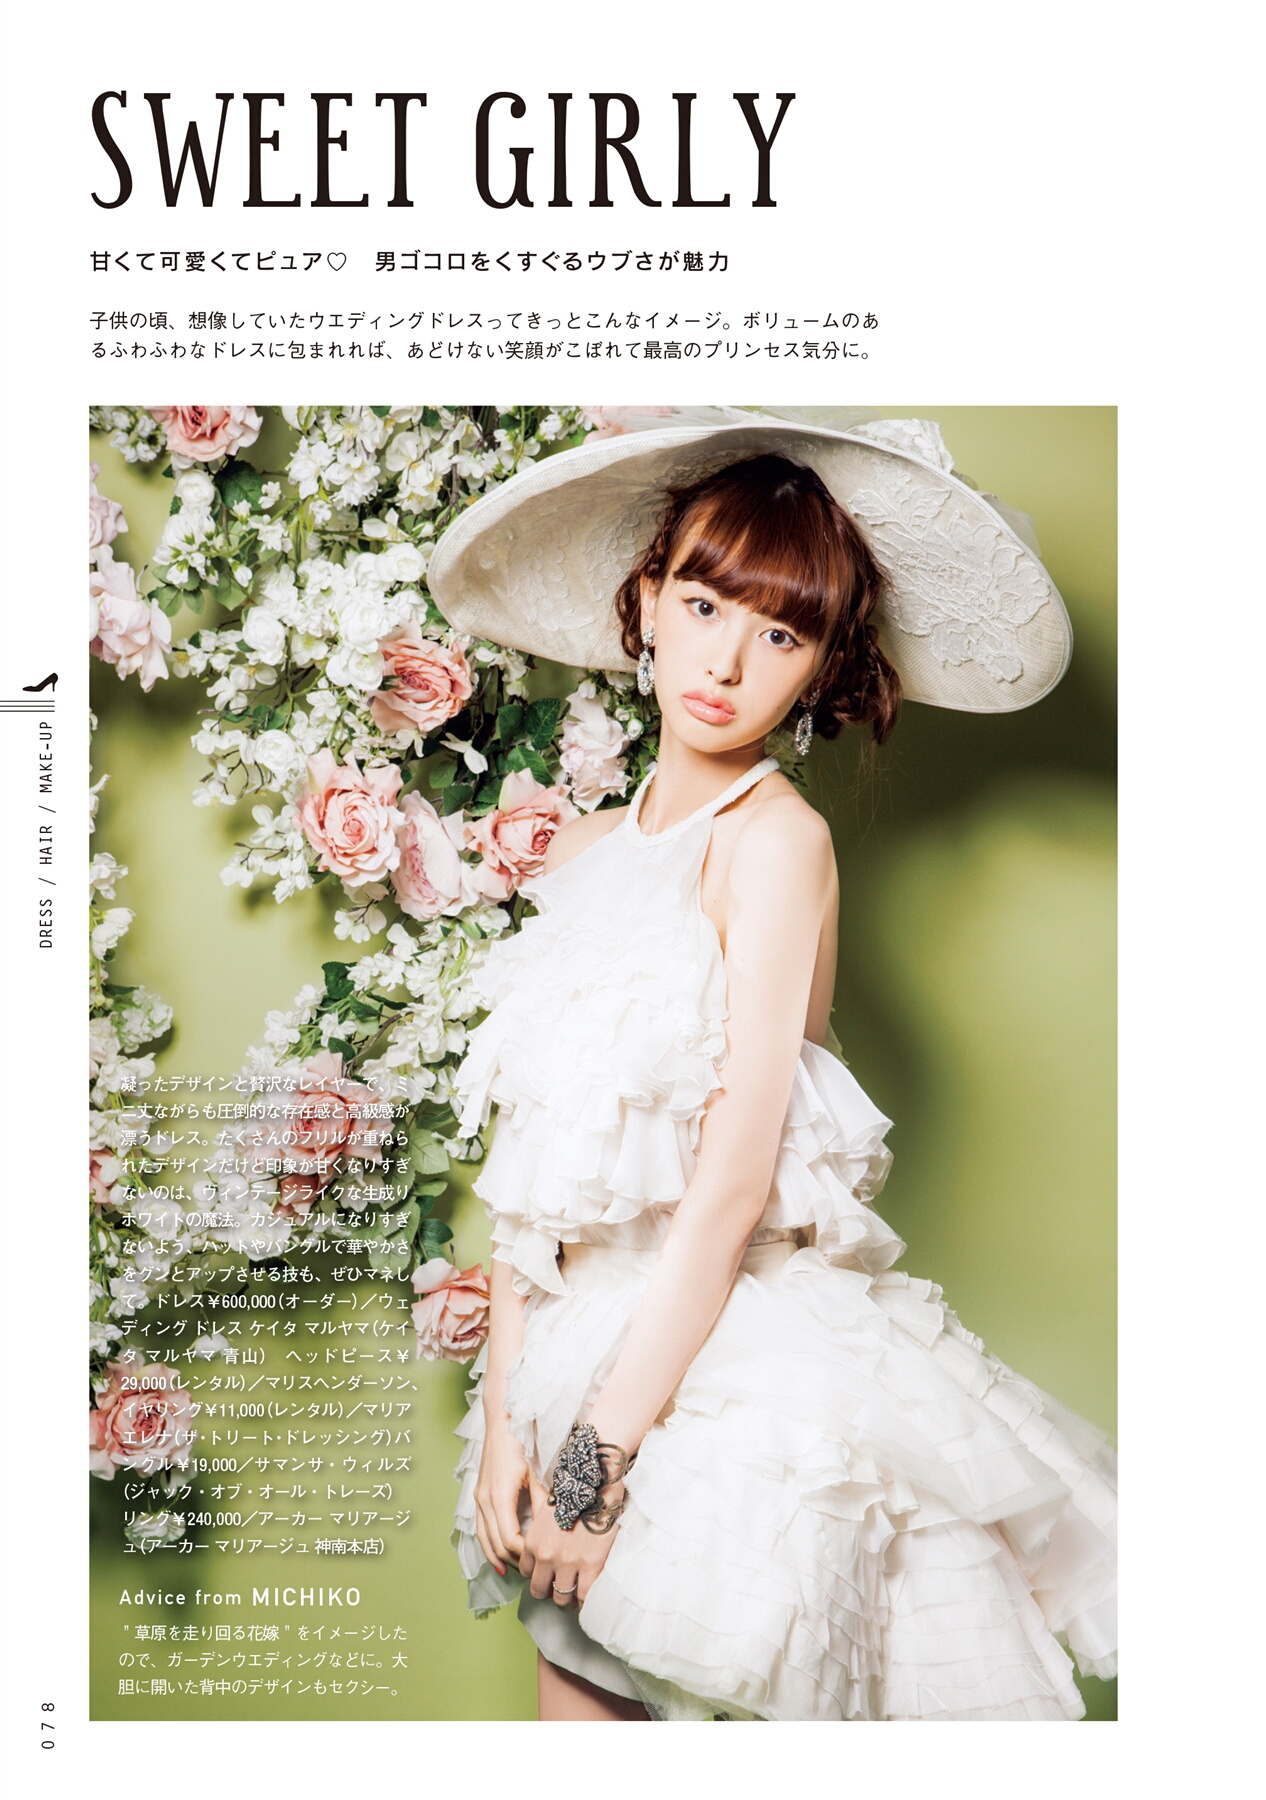 SWEET GIRLY
甘くて可愛くてピュア♡　男ゴコロをくすぐるウブさが魅力
子供の頃、想像していたウエディングドレスってきっとこんなイメージ。ボリュームのあ
るふわふわなドレスに包まれれば、あどけない笑顔がこぼれて最高のプリンセス気分に。
DRESS / HAIR / MAKE-UP
凝ったデザインと贅沢なレイヤーで、ミ
ニ丈ながらも圧倒的な存在感と高級感が
漂うドレス。たくさんのフリルが重ねら
れたデザインだけど印象が甘くなりすぎ
ないのは、ヴィンテージライクな生成り
ホワイトの魔法。カジュアルになりすぎ
ないよう、ハットやバングルで華やかさ
をグンとアップさせる技も、ぜひマネし
て。ドレス¥600,000(オーダー)／ウェ
ディング ドレス ケイタ マルヤマ(ケイ
タ マルヤマ 青山)　ヘッドピース¥
29,000(レンタル)／マリスヘンダーソン、
イヤリング¥11,000(レンタル)／マリア
エレナ(ザ・トリート・ドレッシング)バ
ングル¥19,000／サマンサ・ウィルズ
(ジャック・オブ・オール・トレーズ)
リング¥240,000／アーカー マリアージ
ュ(アーカー マリアージュ 神南本店)
Advice from MICHIKO
"草原を走り回る花嫁"をイメージした
ので、ガーデンウエディングなどに。大
胆に開いた背中のデザインもセクシー。
078